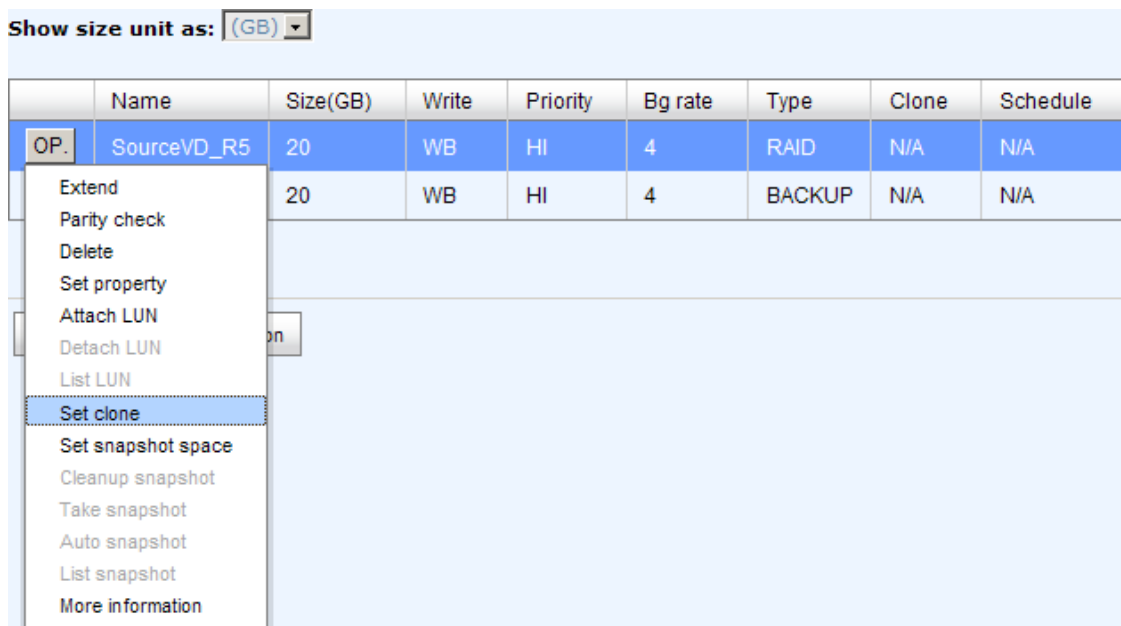 Show size unit as: (GB)
Name Size(GB) Write Priority Bg rate Type Clone Schedule
OP. SourceVD_R5 20 WB HI 4 RAID N/A N/A
20 WB HI 4 BACKUP N/A N/A
Extend
Parity check
Delete
Set property
Attach LUN
on
Detach LUN
List LUN
Set clone
Set snapshot space
Cleanup snapshot
Take snapshot
Auto snapshot
List snapshot
More information